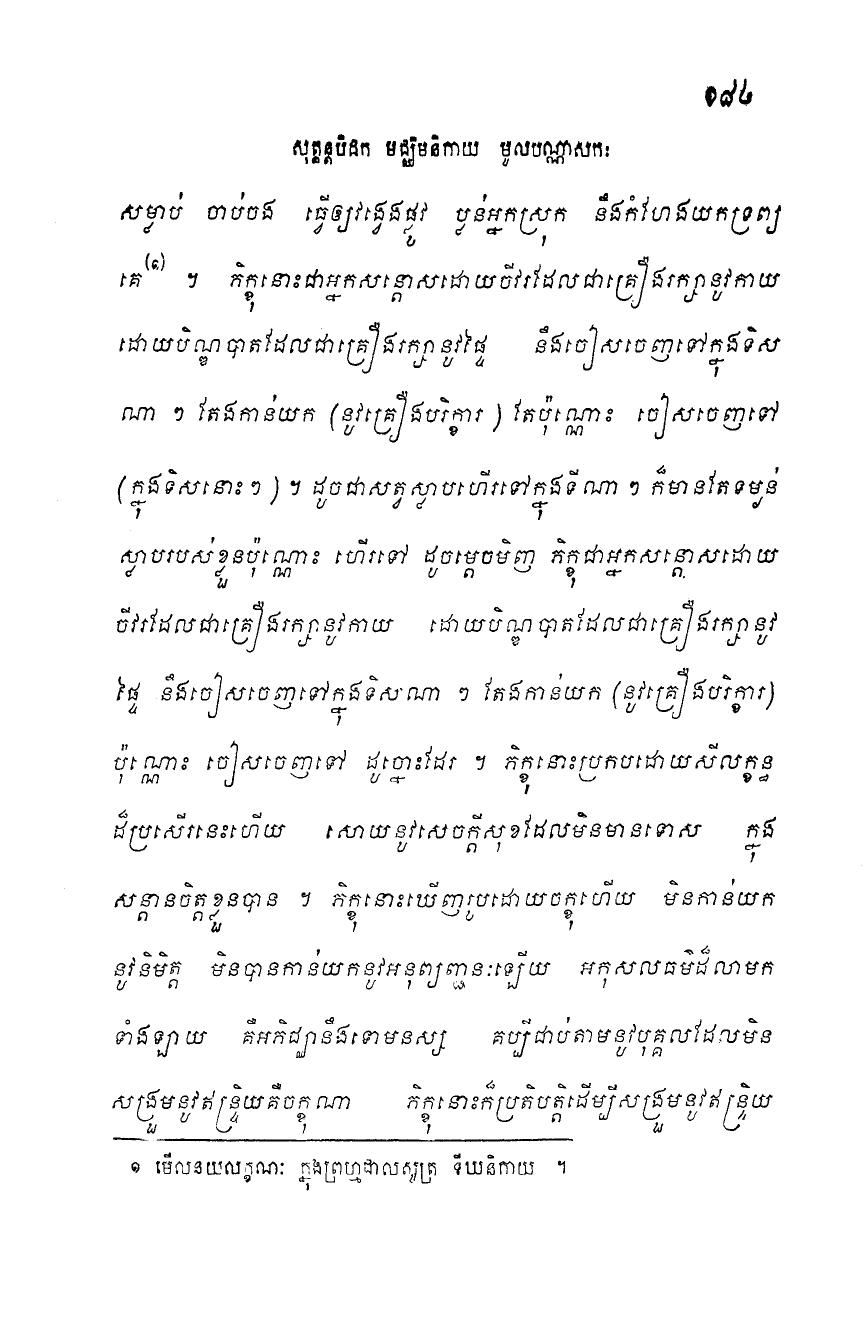 ១៨៤
សុត្តន្តបិដក មជ្ឈិមនិកាយ មូលបណ្ណាសកៈ
សម្លាប់ ចាប់ចង ធ្វើឲ្យវង្វេងផ្លូវ ប្លន់អ្នកស្រុក នឹងកំហែងយកទ្រព្យ
គេ(១) ។ ភិក្ខុនោះជាអ្នកសន្តោសដោយចីវរដែលជាគ្រឿងរក្សានូវកាយ
ដោយបិណ្ឌបាតដែលជាគ្រឿងរក្សានូវផ្ទៃ នឹងចៀសចេញទៅក្នុងទិស
ណា ៗ តែងកាន់យក (នូវគ្រឿងបរិក្ខារ ) តែប៉ុណ្ណោះ ចៀសចេញទៅ
(ក្នុងទិសនោះៗ ) ។ ដូចជាសត្វស្លាបហើរទៅក្នុងទីណា ៗ ក៏មានតែទម្ងន់
ស្លាបរបស់ខ្លួនប៉ុណ្ណោះ ហើរទៅ ដូចម្តេចមិញ ភិក្ខុជាអ្នកសន្តោសដោយ
ចីវរដែលជាគ្រឿងរក្សានូវកាយ ដោយបិណ្ឌបាតដែលជាគ្រឿងរក្សានូវ
ផ្ទៃ នឹងចៀសចេញទៅក្នុងទិសណា ៗ តែងកាន់យក (នូវគ្រឿងបរិក្ខារ)
ប៉ុណ្ណោះ ចៀសចេញទៅ ដូច្នោះដែរ ។ ភិក្ខុនោះប្រកបដោយសីលក្ខន្ធ
ដ៏ប្រសើរនេះហើយ សោយនូវសេចក្តីសុខដែលមិនមានទោស ក្នុង
សន្តានចិត្តខ្លួនបាន ។ ភិក្ខុនោះឃើញរូបដោយចក្ខុហើយ មិនកាន់យក
នូវនិមិត្ត មិនបានកាន់យកនូវអនុព្យញ្ជនៈឡើយ អកុសលធម៌ដ៏លាមក
ទាំងឡាយ គឺអភិជ្ឈានឹងទោមនស្ស គប្បីជាប់តាមនូវបុគ្គលដែលមិន
សង្រួមនូវឥន្ទ្រិយគឺចក្ខុណា ភិក្ខុនោះក៏ប្រតិបត្តិដើម្បីសង្រួមនូវឥន្ទ្រិយ
១ មើលនយលក្ខណៈ ក្នុងព្រហ្មជាលសូត្រ ទីឃនិកាយ ។